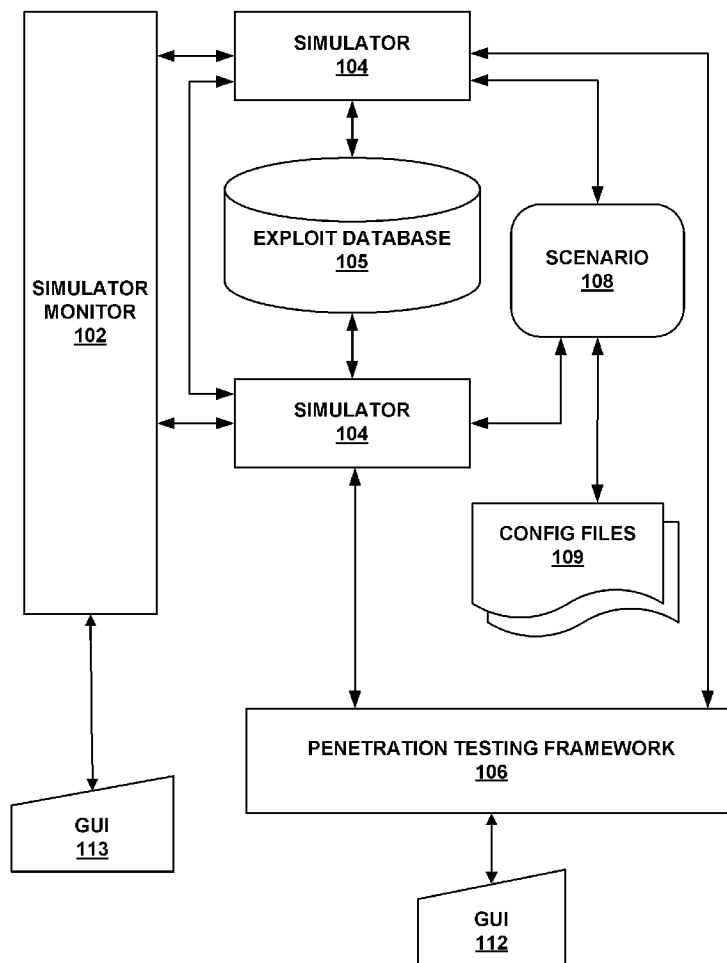 SIMULATOR
104
EXPLOIT DATABASE
105
SCENARIO
108
SIMULATOR
MONITOR
102
SIMULATOR
104
CONFIG FILES
109
PENETRATION TESTING FRAMEWORK
106
GUI
113
GUI
112